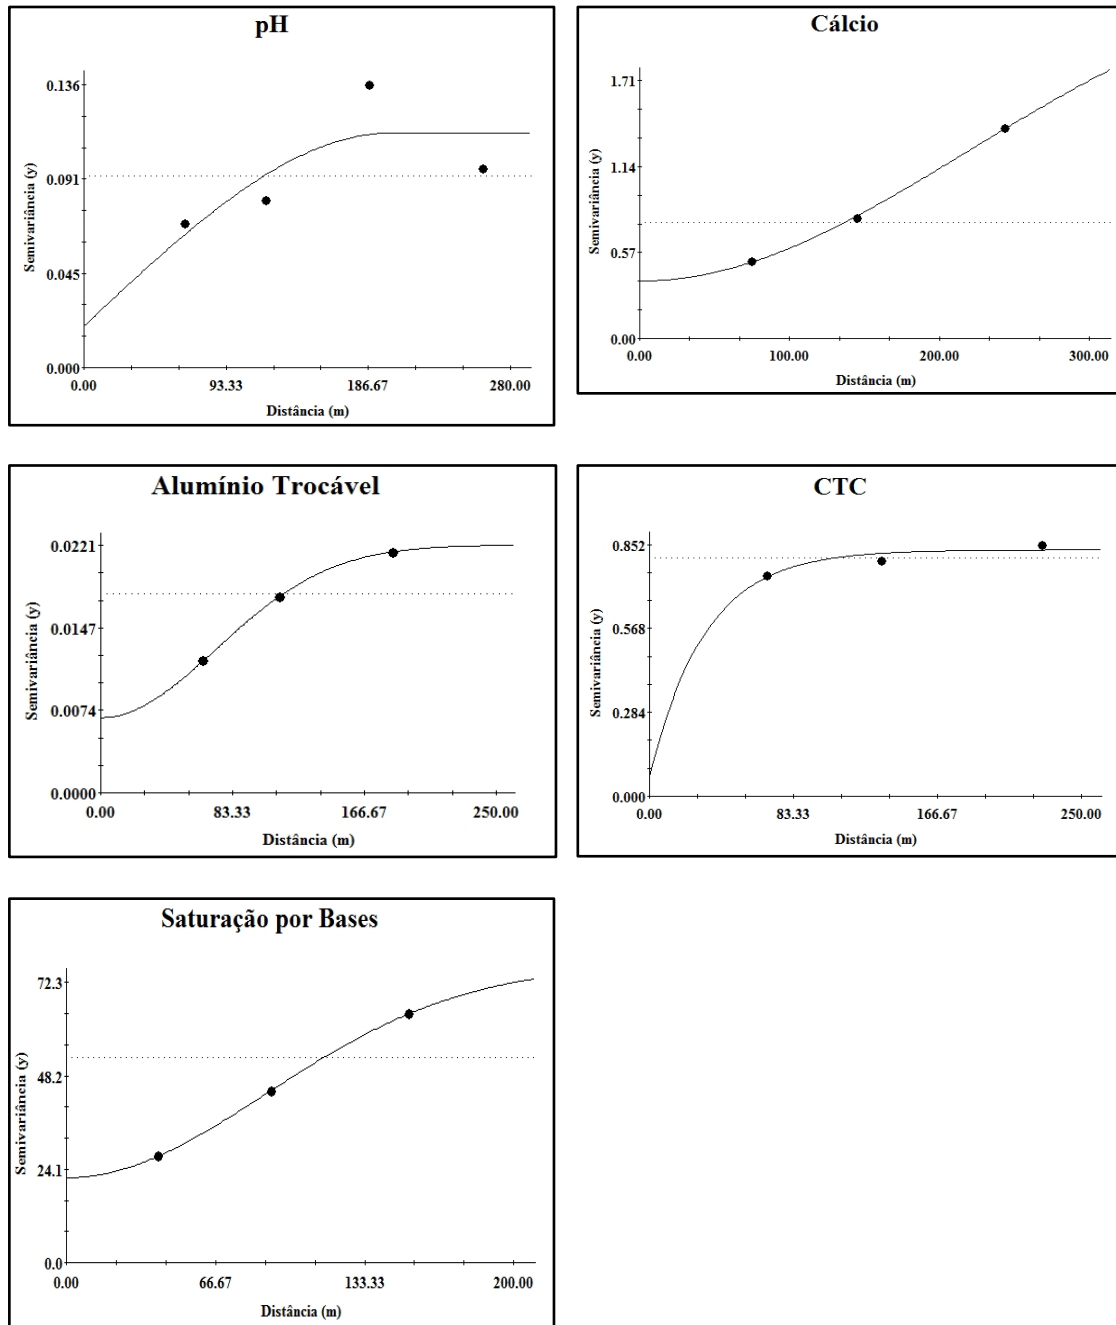 pH
Semivariância (y)
0.136
0.091
0.045
0.000
0.00 93.33 186.67 280.00
Distância (m)
Cálcio
Semivariância (y)
1.71
1.14
0.57
0.00
0.00 100.00 200.00 300.00
Distância (m)
Alumínio Trocável
Semivariância (y)
0.0221
0.0147
0.0074
0.0000
0.00 83.33 166.67 250.00
Distância (m)
CTC
Semivariância (y)
0.852
0.568
0.284
0.000
0.00 83.33 166.67 250.00
Distância (m)
Saturação por Bases
Semivariância (y)
72.3
48.2
24.1
0.0
0.00 66.67 133.33 200.00
Distância (m)